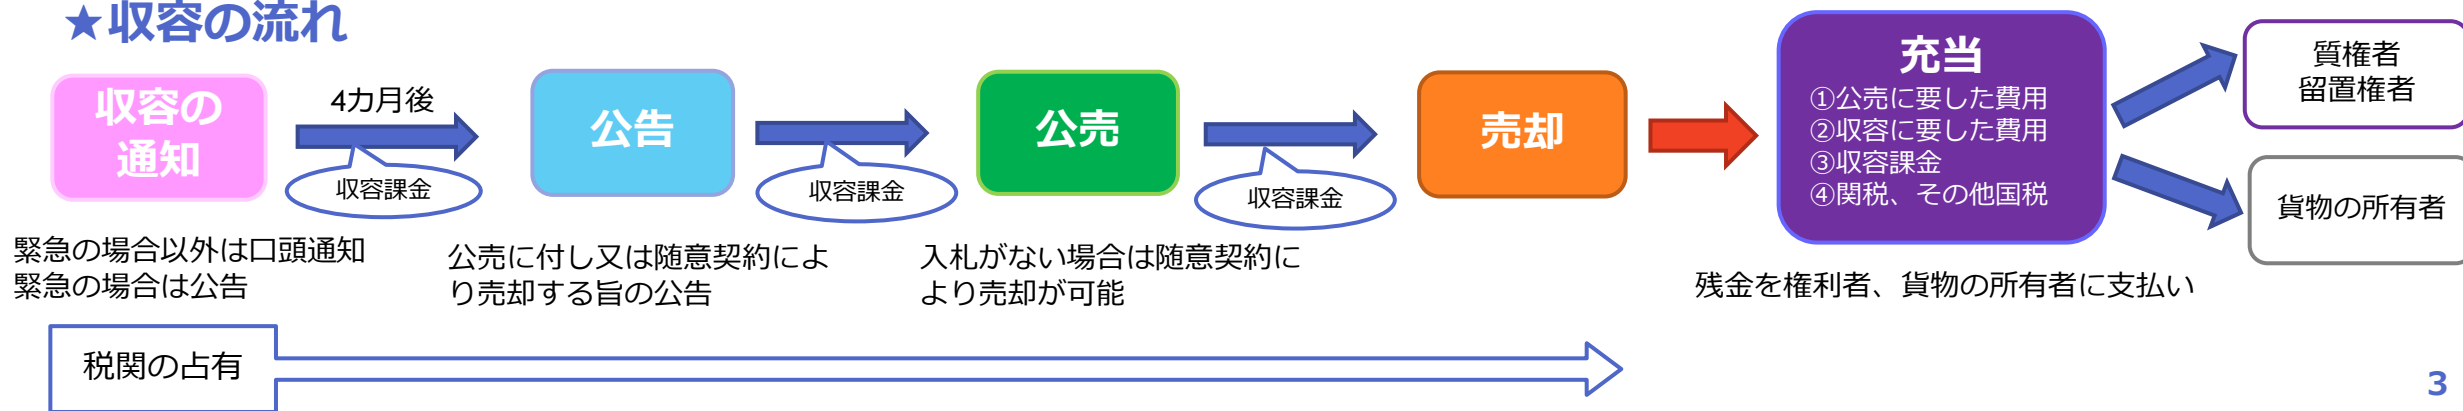 ★収容の流れ
収容の
通知
4カ月後
収容課金
公告
収容課金
公売
収容課金
売却
充当
①公売に要した費用
②収容に要した費用
③収容課金
④関税、その他国税
質権者
留置権者
貨物の所有者
緊急の場合以外は口頭通知
緊急の場合は公告
公売に付し又は随意契約によ
り売却する旨の公告
入札がない場合は随意契約に
より売却が可能
残金を権利者、貨物の所有者に支払い
税関の占有
3